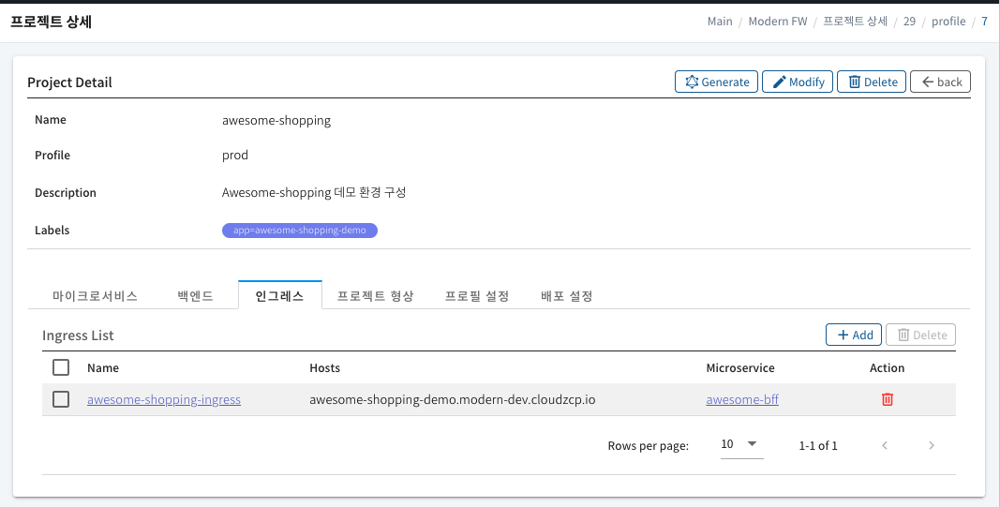 프로젝트 상세
Main / Modern FW / 프로젝트 상세 / 29 / profile / 7
Project Detail
Generate Modify Delete back
Name awesome-shopping
Profile prod
Description Awesome-shopping 데모 환경 구성
Labels app=awesome-shopping-demo
마이크로서비스 백엔드 인그레스 프로젝트 형상 프로필 설정 배포 설정
Ingress List
Add Delete
Name Hosts Microservice Action
awesome-shopping-ingress awesome-shopping-demo.modern-dev.cloudzcp.io awesome-bff
Rows per page: 10 1-1 of 1